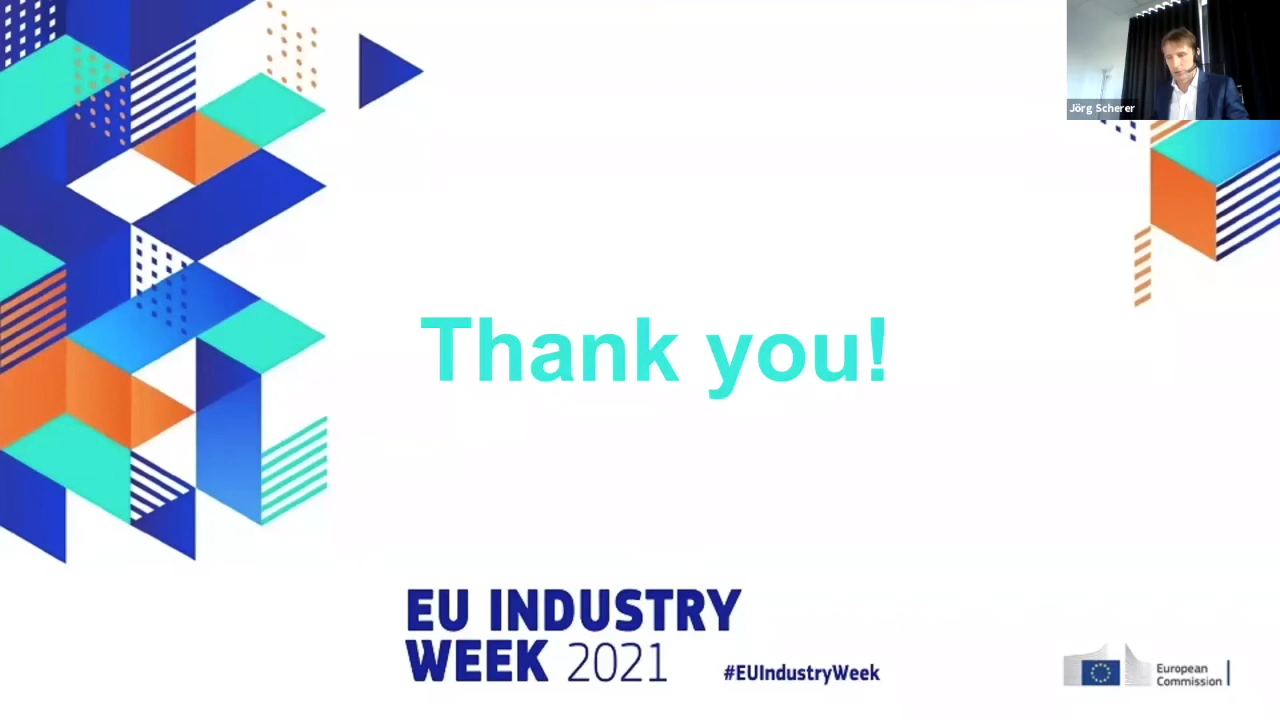 Jörg Scherer
Thank you!
EU INDUSTRY
WEEK 2021
#EUIndustryWeek
European
Commission